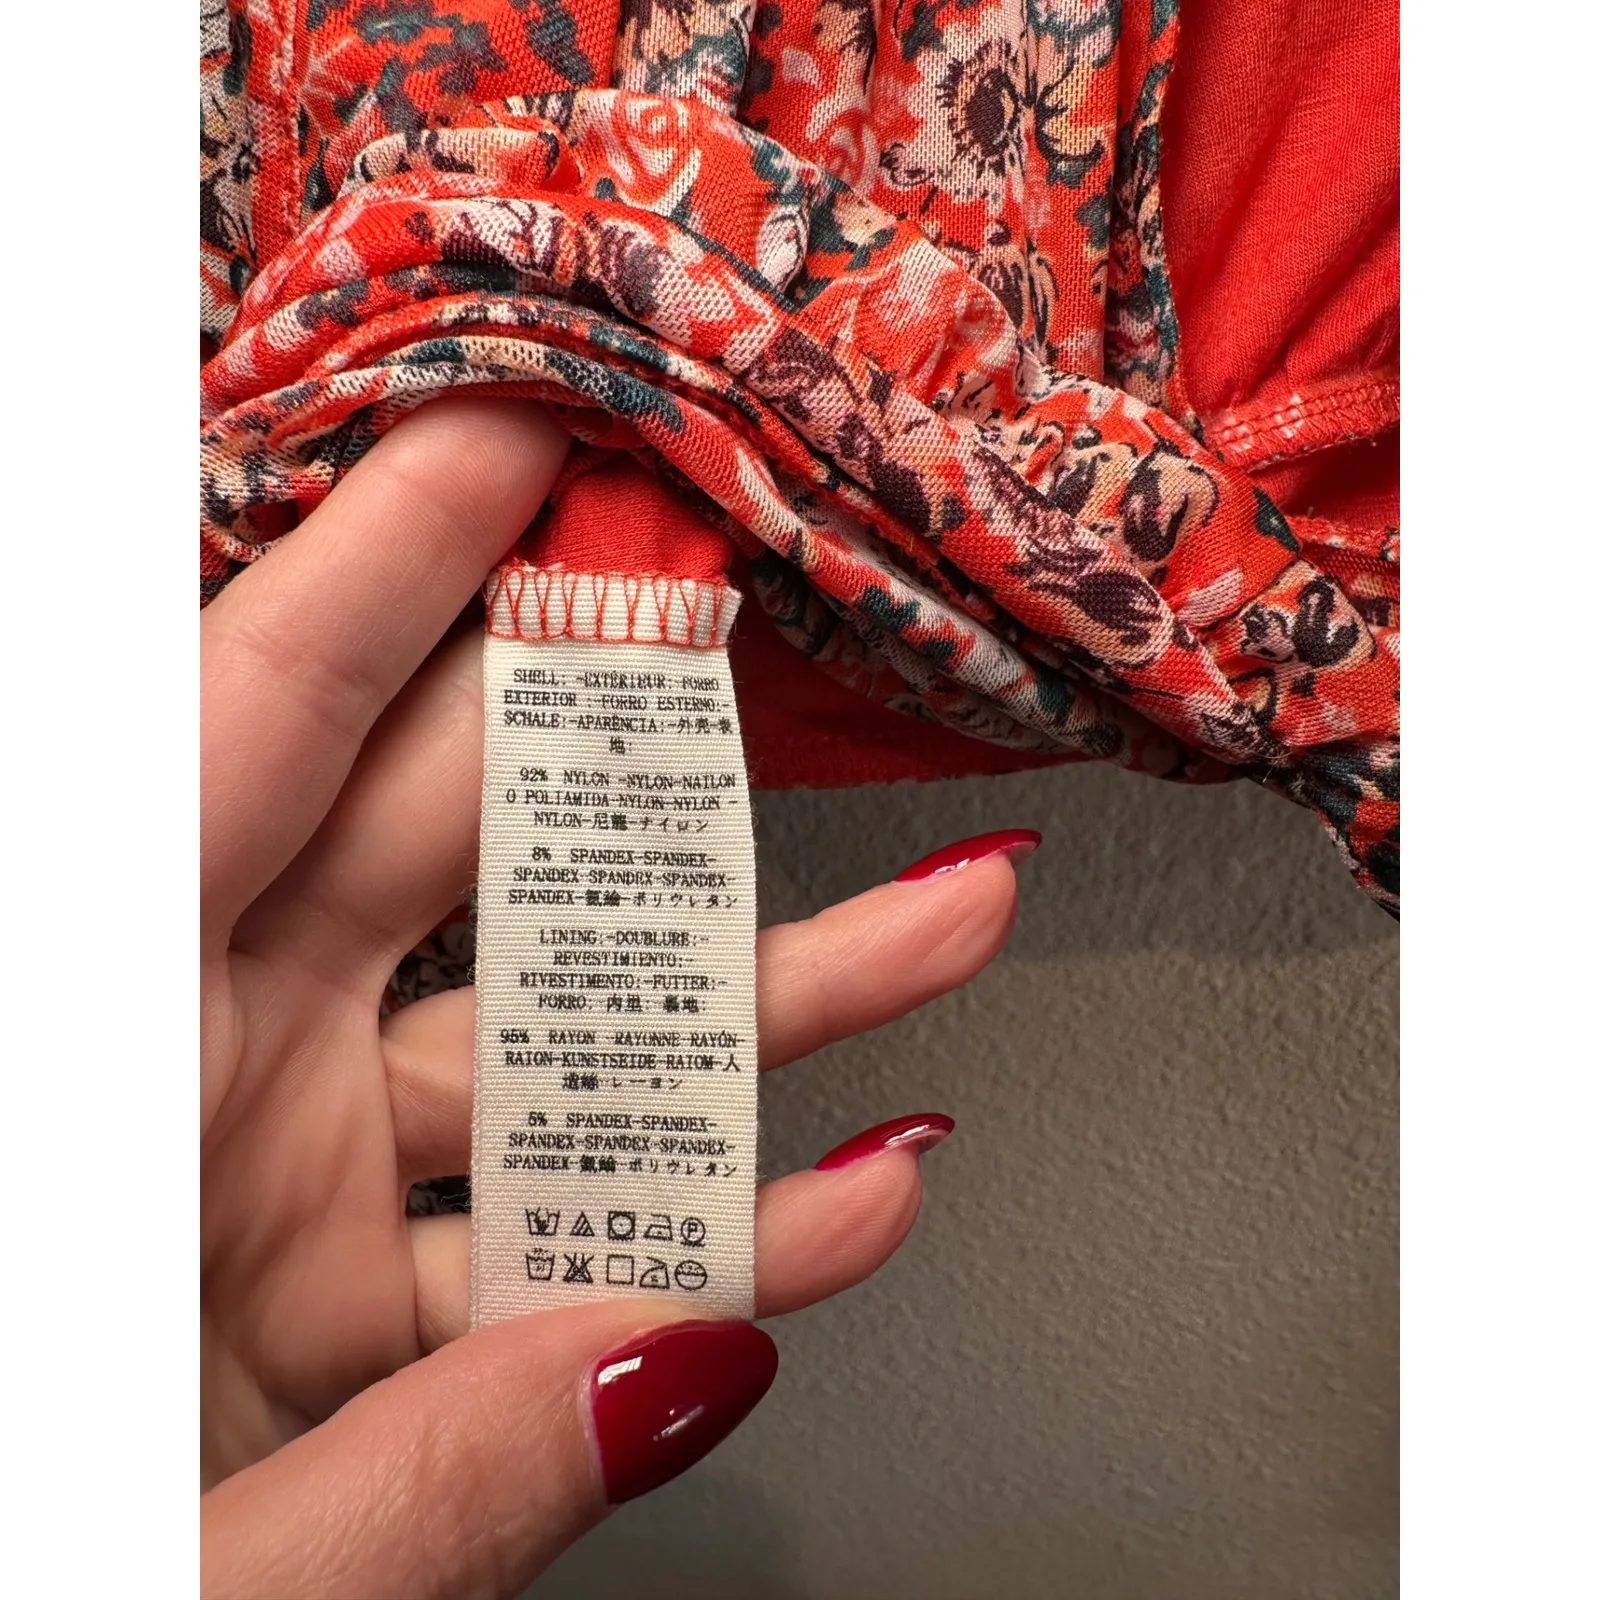 SHELL: -EXTÉRIEUR: FORRO
EXTERIOR :-FORRO ESTERNO:-
SCHALE:-APARÊNCIA:-外壳-表
地:
92% NYLON -NYLON-NAILON
O POLIAMIDA-NYLON-NYLON -
NYLON-尼龍-ナイロン
8% SPANDEX-SPANDEX-
SPANDEX-SPANDEX-SPANDEX-
SPANDEX-氨綸-ポリウレタン
LINING:-DOUBLURE:-
REVESTIMIENTO:-
RIVESTIMENTO:-FUTTER:-
FORRO: 内里: 裏地:
95% RAYON -RAYONNE-RAYÓN-
RAION-KUNSTSEIDE-RAIOM-人
造絲 レーヨン
5% SPANDEX-SPANDEX-
SPANDEX-SPANDEX-SPANDEX-
SPANDEX-氨綸-ポリウレタン
P